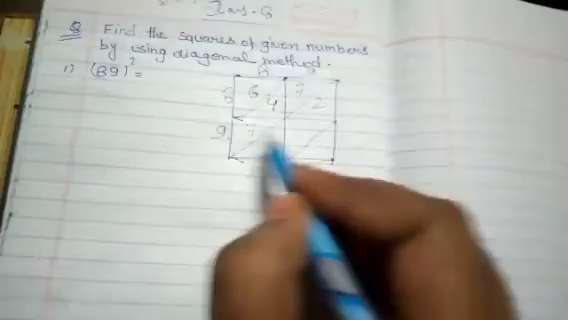 Q Find the squares of given numbers
by using diagonal method.
1) (89)² =
8
8 6 4 7 2
9 7